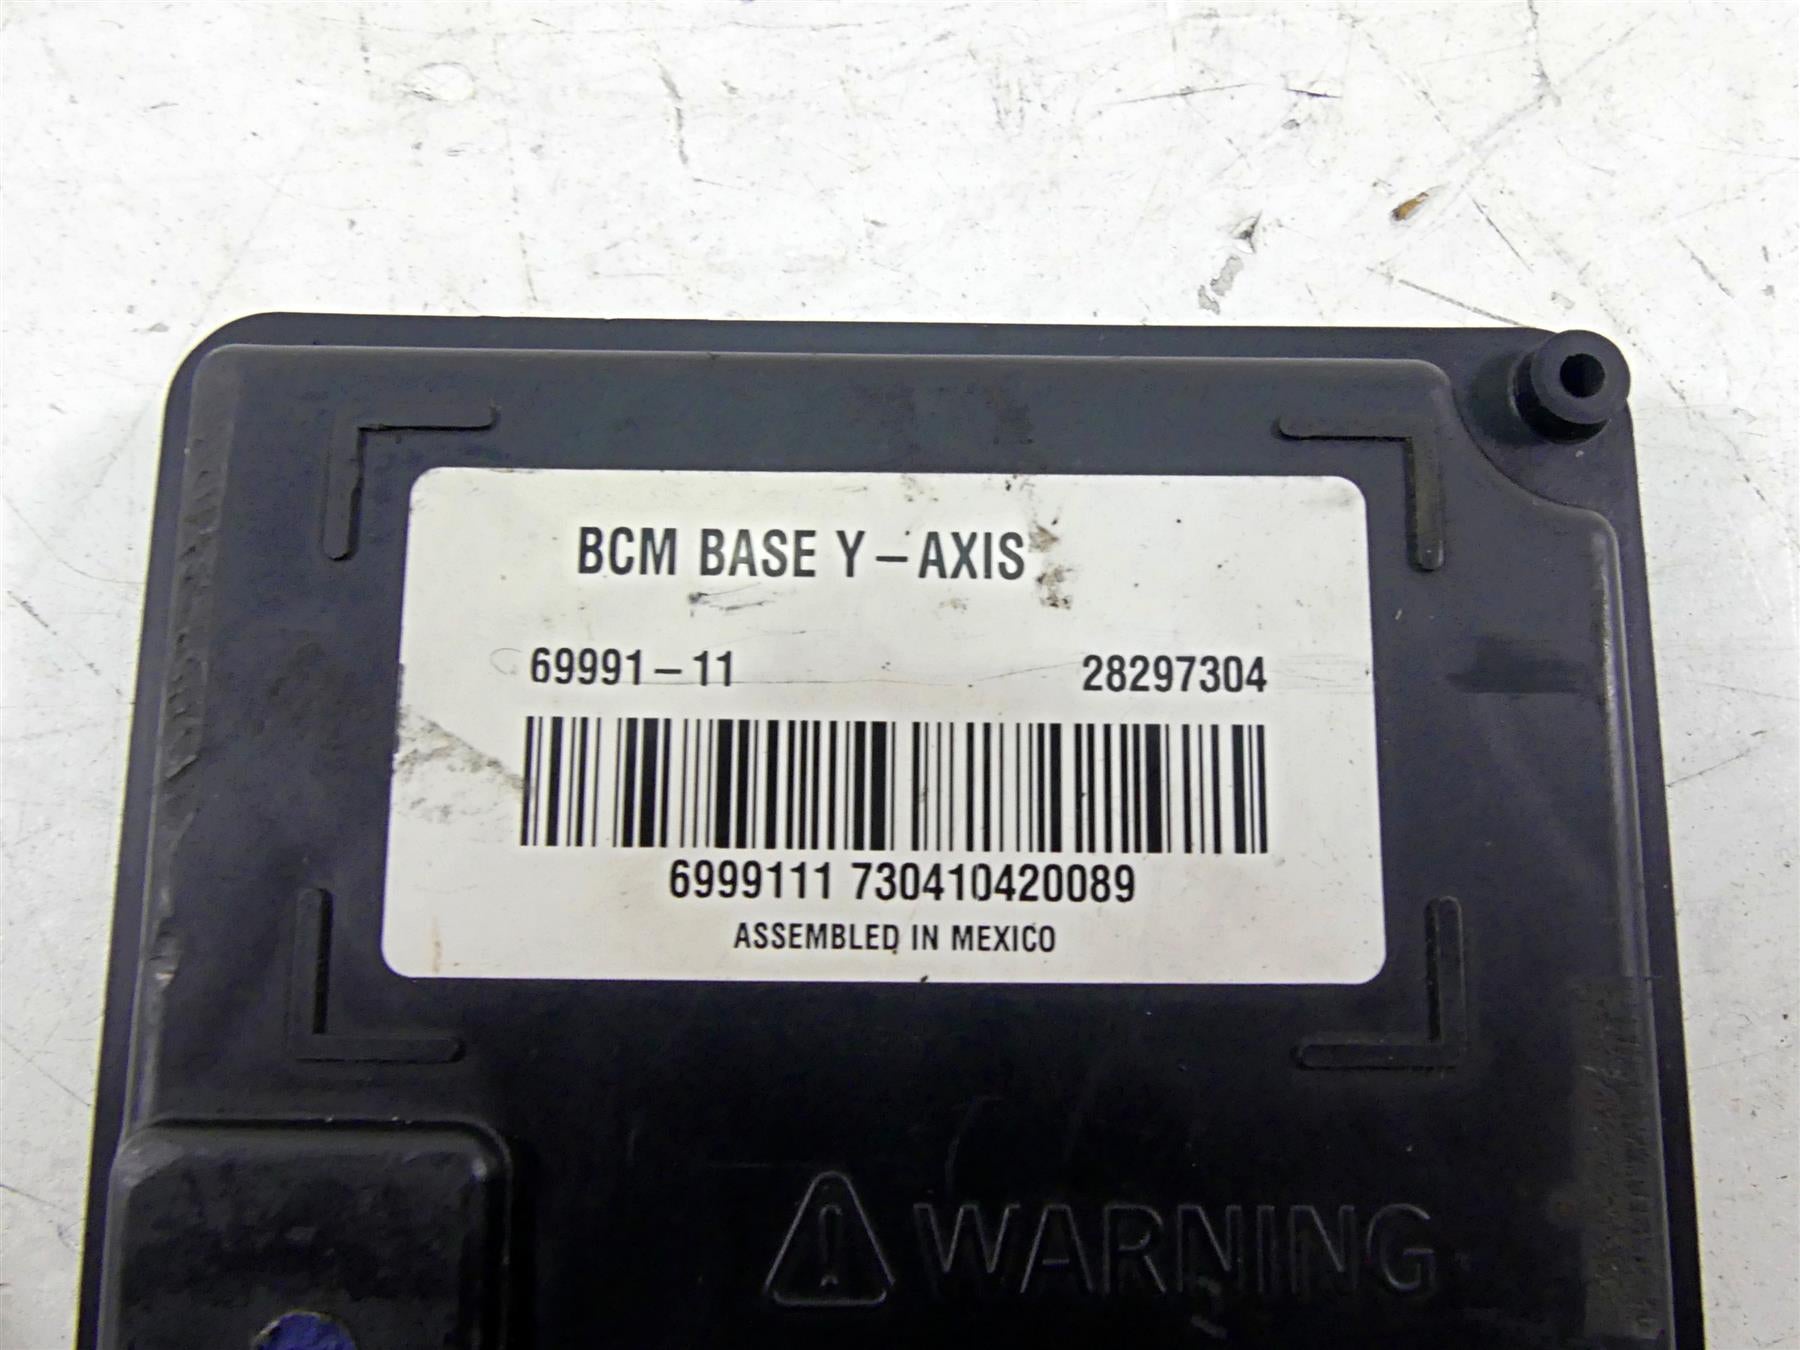 BCM BASE Y-AXIS
69991-11 28297304
6999111 730410420089
ASSEMBLED IN MEXICO
WARNING